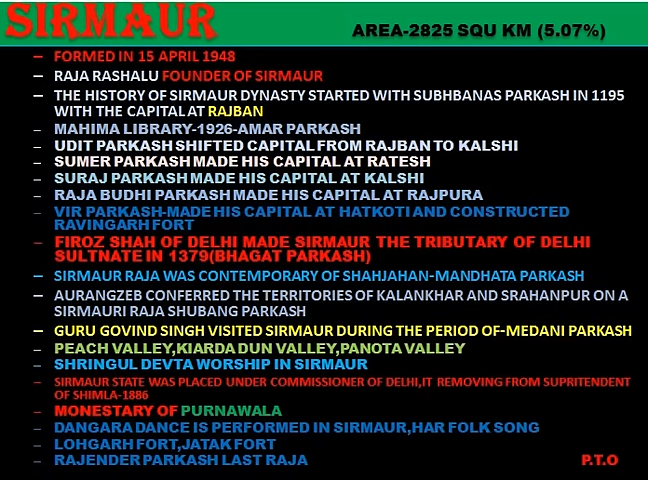 SIRMAUR
AREA-2825 SQU KM (5.07%)
– FORMED IN 15 APRIL 1948
– RAJA RASHALU FOUNDER OF SIRMAUR
– THE HISTORY OF SIRMAUR DYNASTY STARTED WITH SUBHBANAS PARKASH IN 1195
WITH THE CAPITAL AT RAJBAN
– MAHIMA LIBRARY-1926-AMAR PARKASH
– UDIT PARKASH SHIFTED CAPITAL FROM RAJBAN TO KALSHI
– SUMER PARKASH MADE HIS CAPITAL AT RATESH
– SURAJ PARKASH MADE HIS CAPITAL AT KALSHI
– RAJA BUDHI PARKASH MADE HIS CAPITAL AT RAJPURA
– VIR PARKASH-MADE HIS CAPITAL AT HATKOTI AND CONSTRUCTED
RAVINGARH FORT
– FIROZ SHAH OF DELHI MADE SIRMAUR THE TRIBUTARY OF DELHI
SULTNATE IN 1379(BHAGAT PARKASH)
– SIRMAUR RAJA WAS CONTEMPORARY OF SHAHJAHAN-MANDHATA PARKASH
– AURANGZEB CONFERRED THE TERRITORIES OF KALANKHAR AND SRAHANPUR ON A
SIRMAURI RAJA SHUBANG PARKASH
– GURU GOVIND SINGH VISITED SIRMAUR DURING THE PERIOD OF-MEDANI PARKASH
– PEACH VALLEY,KIARDA DUN VALLEY,PANOTA VALLEY
– SHRINGUL DEVTA WORSHIP IN SIRMAUR
– SIRMAUR STATE WAS PLACED UNDER COMMISSIONER OF DELHI,IT REMOVING FROM SUPRITENDENT
OF SHIMLA-1886
– MONESTARY OF PURNAWALA
– DANGARA DANCE IS PERFORMED IN SIRMAUR,HAR FOLK SONG
– LOHGARH FORT,JATAK FORT
– RAJENDER PARKASH LAST RAJA
P.T.O